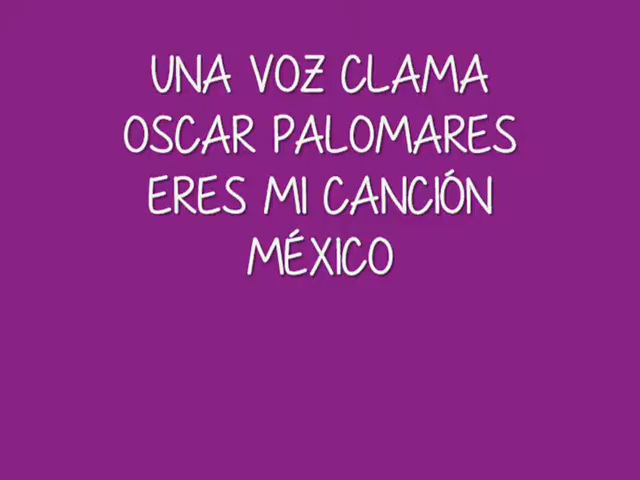 UNA VOZ CLAMA
OSCAR PALOMARES
ERES MI CANCIÓN
MÉXICO